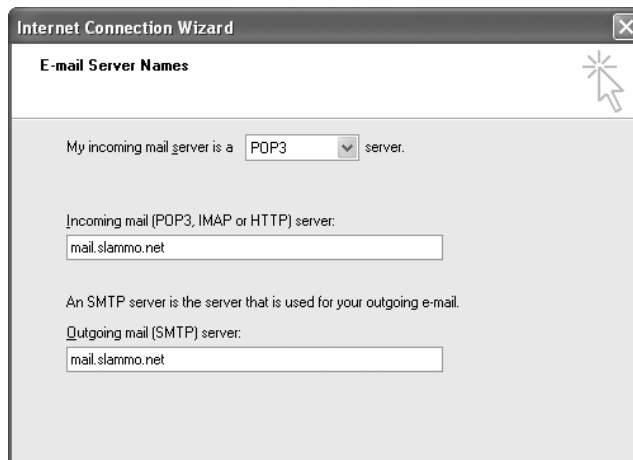 Internet Connection Wizard
E-mail Server Names
My incoming mail server is a POP3 server.
Incoming mail (POP3, IMAP or HTTP) server:
mail.slammo.net
An SMTP server is the server that is used for your outgoing e-mail.
Outgoing mail (SMTP) server:
mail.slammo.net